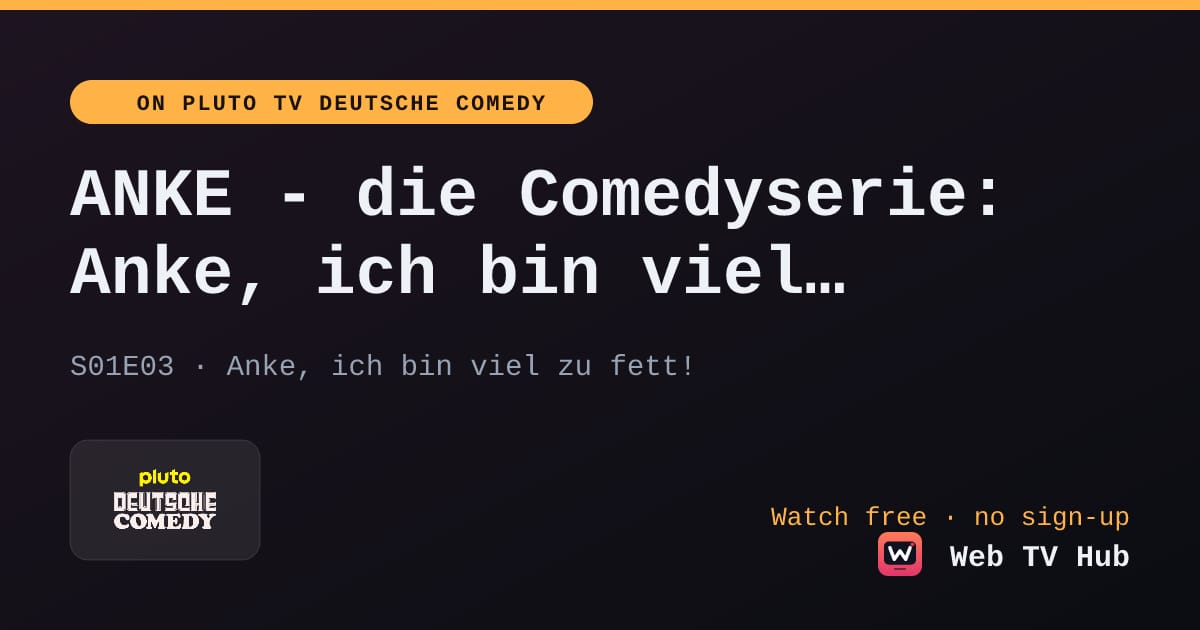 ON PLUTO TV DEUTSCHE COMEDY
ANKE - die Comedyserie:
Anke, ich bin viel…
S01E03 · Anke, ich bin viel zu fett!
pluto
DEUTSCHE
COMEDY
Watch free · no sign-up
W
Web TV Hub